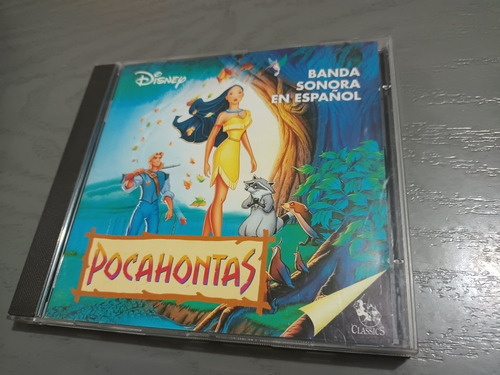 Disney
BANDA
SONORA
EN ESPAÑOL
POCAHONTAS
CLASSICS